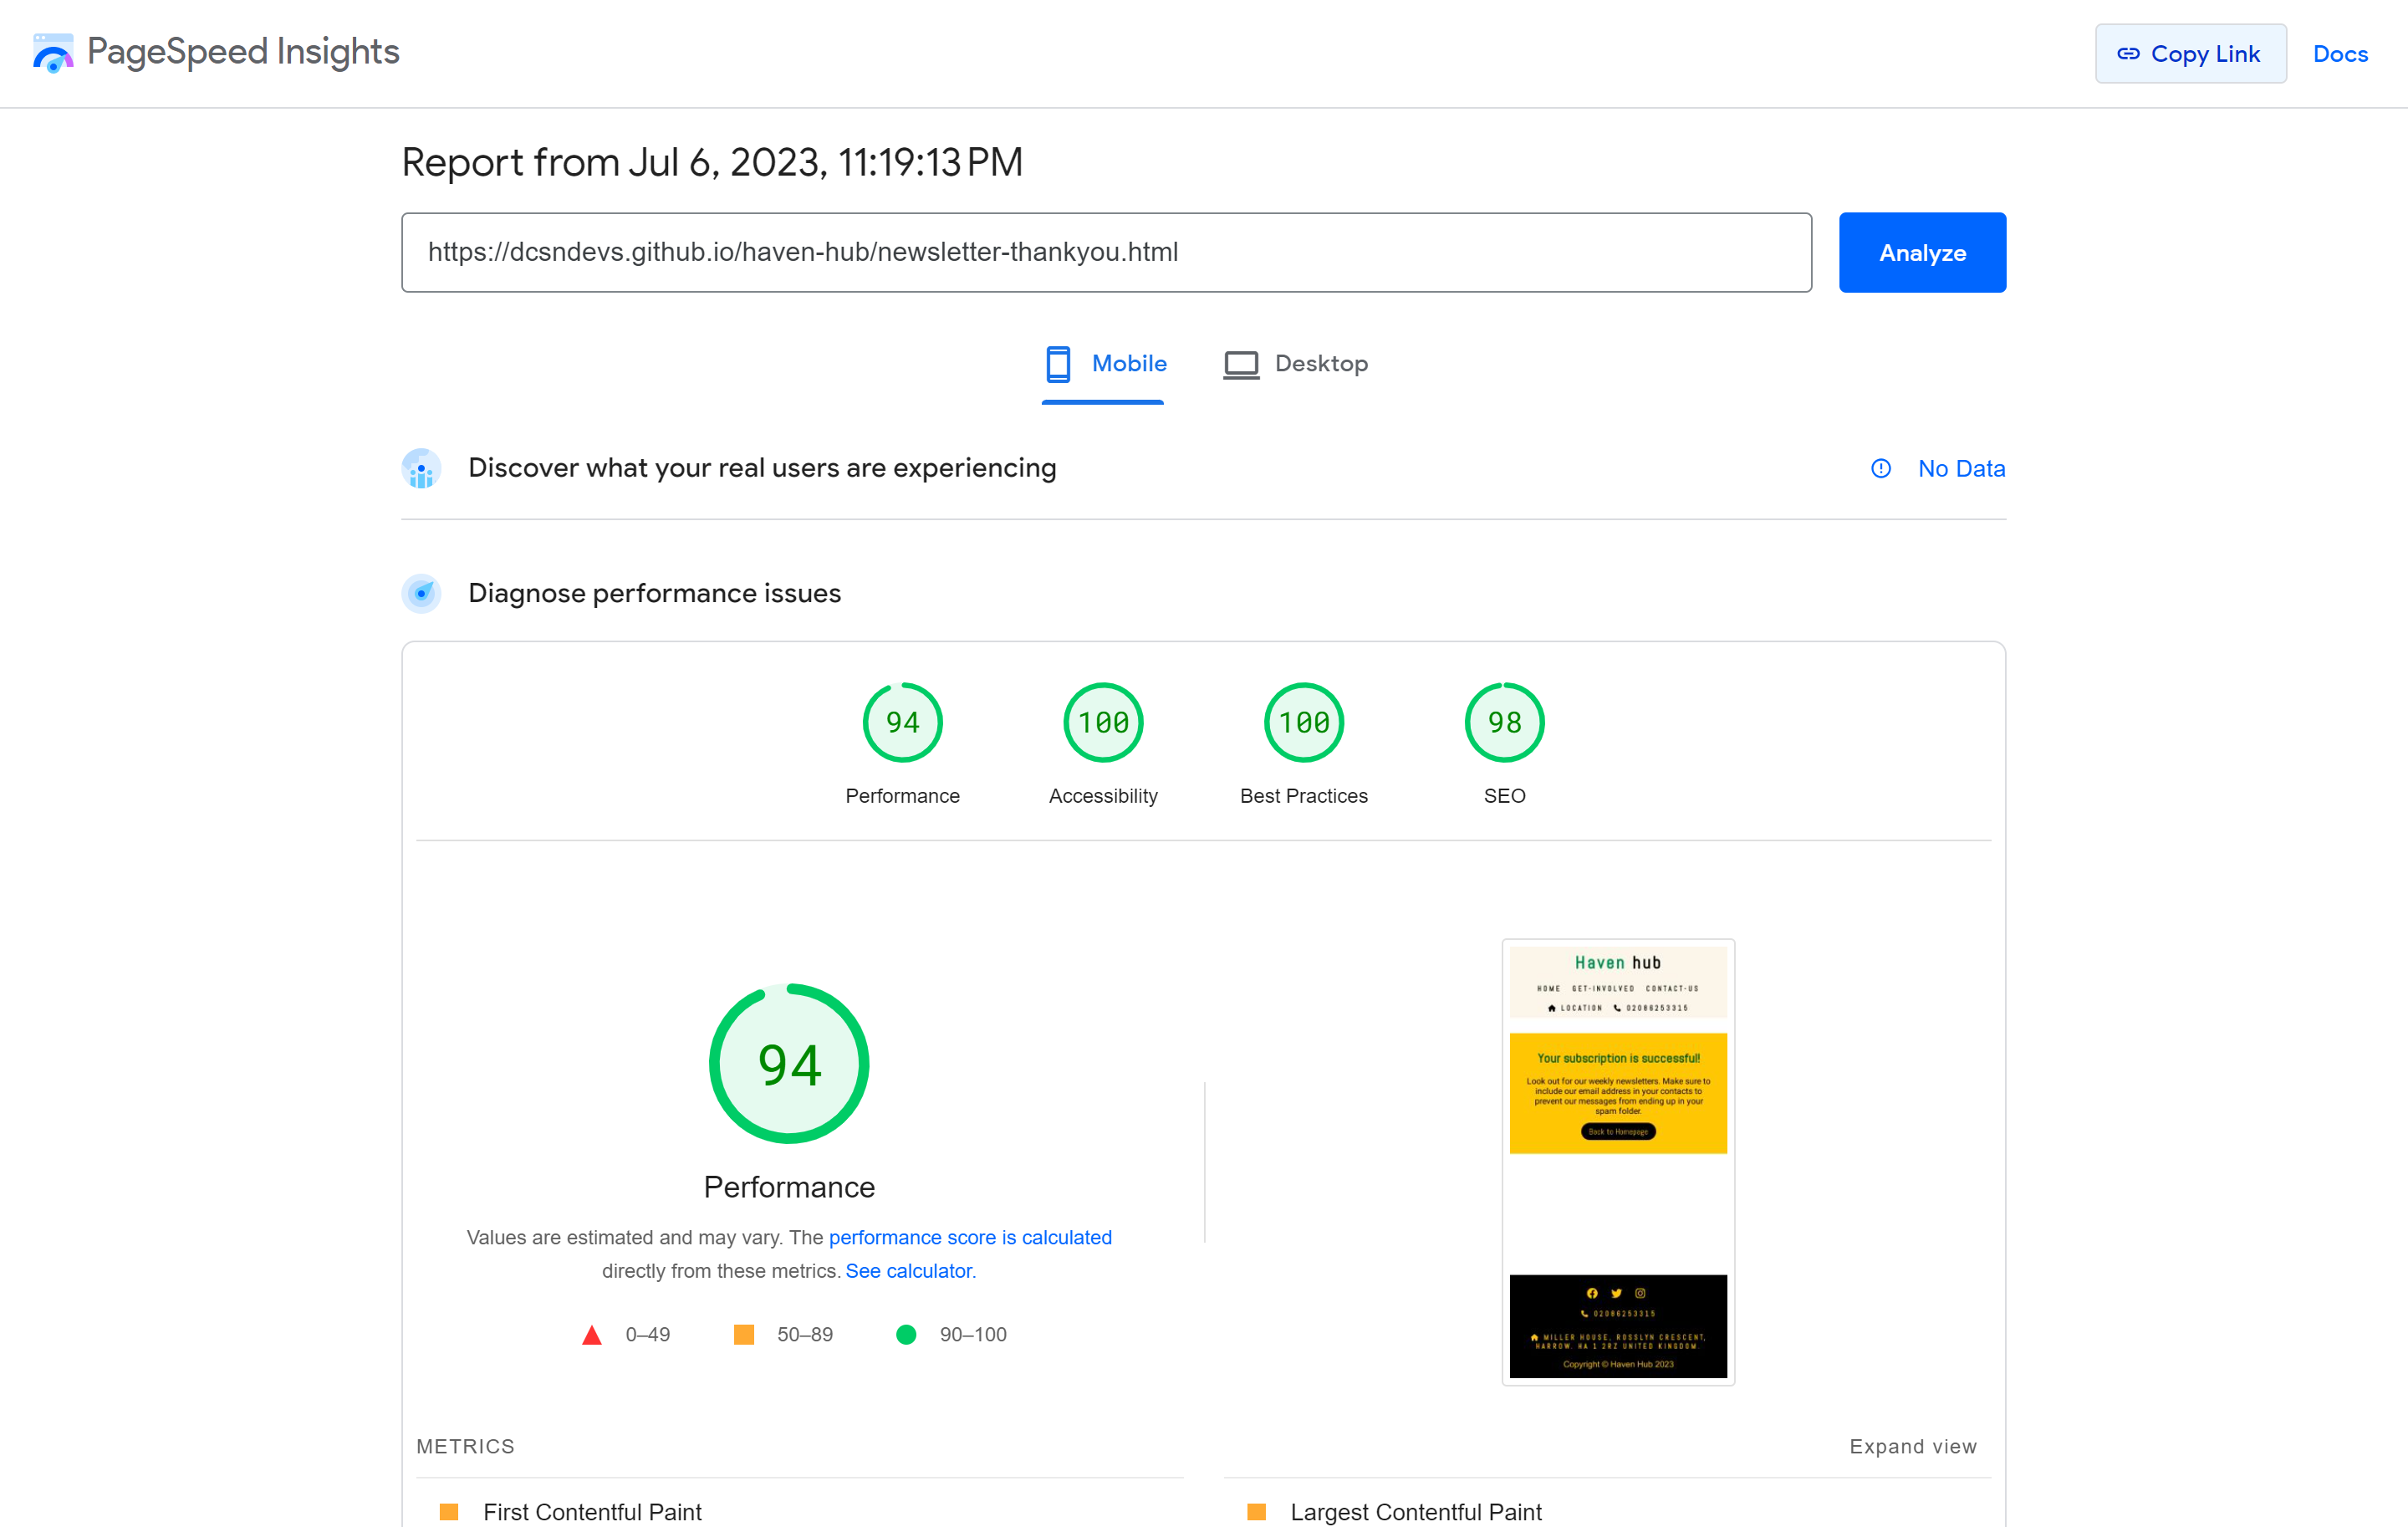 PageSpeed Insights
Copy Link
Docs
Report from Jul 6, 2023, 11:19:13 PM
https://dcsndevs.github.io/haven-hub/newsletter-thankyou.html
Analyze
Mobile
Desktop
Discover what your real users are experiencing
No Data
Diagnose performance issues
94
100
100
98
Performance
Accessibility
Best Practices
SEO
94
Performance
Values are estimated and may vary. The performance score is calculated
directly from these metrics. See calculator.
0–49
50–89
90–100
Haven hub
HOME GET-INVOLVED CONTACT-US
LOCATION 02086253315
Your subscription is successful!
Look out for our weekly newsletters. Make sure to
include our email address in your contacts to
prevent our messages from ending up in your
spam folder.
Back to Homepage
02086253315
MILLER HOUSE, ROSSLYN CRESCENT,
HARROW. HA 1 2RZ UNITED KINGDOM.
Copyright © Haven Hub 2023
METRICS
Expand view
First Contentful Paint
Largest Contentful Paint